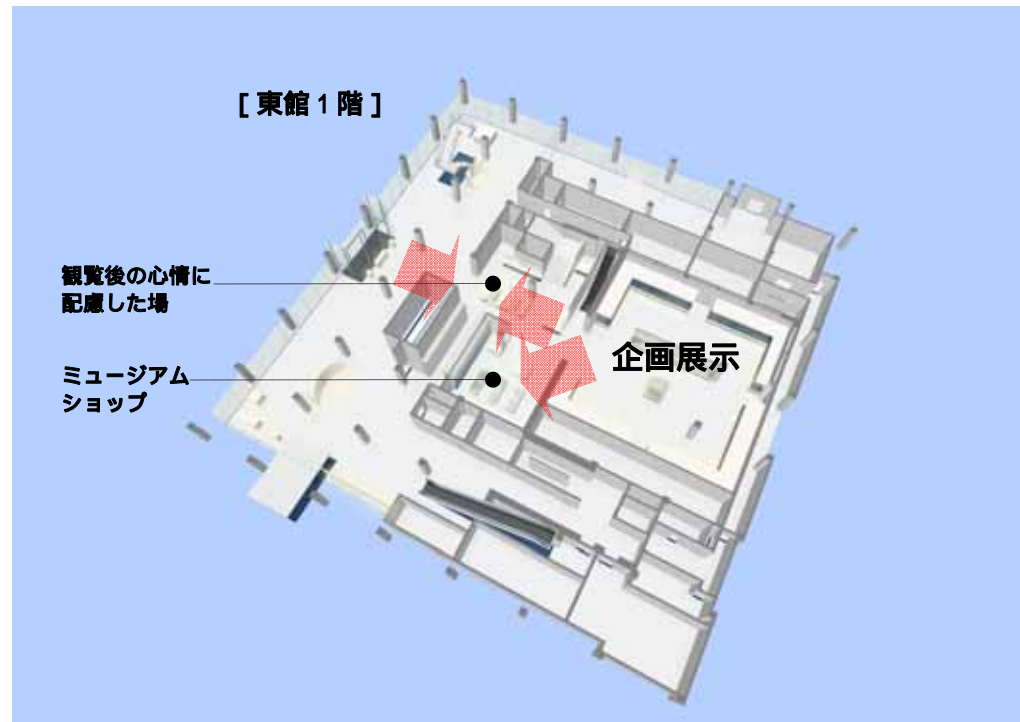 [ 東館 1 階 ]
観覧後の心情に
配慮した場
ミュージアム
ショップ
企画展示